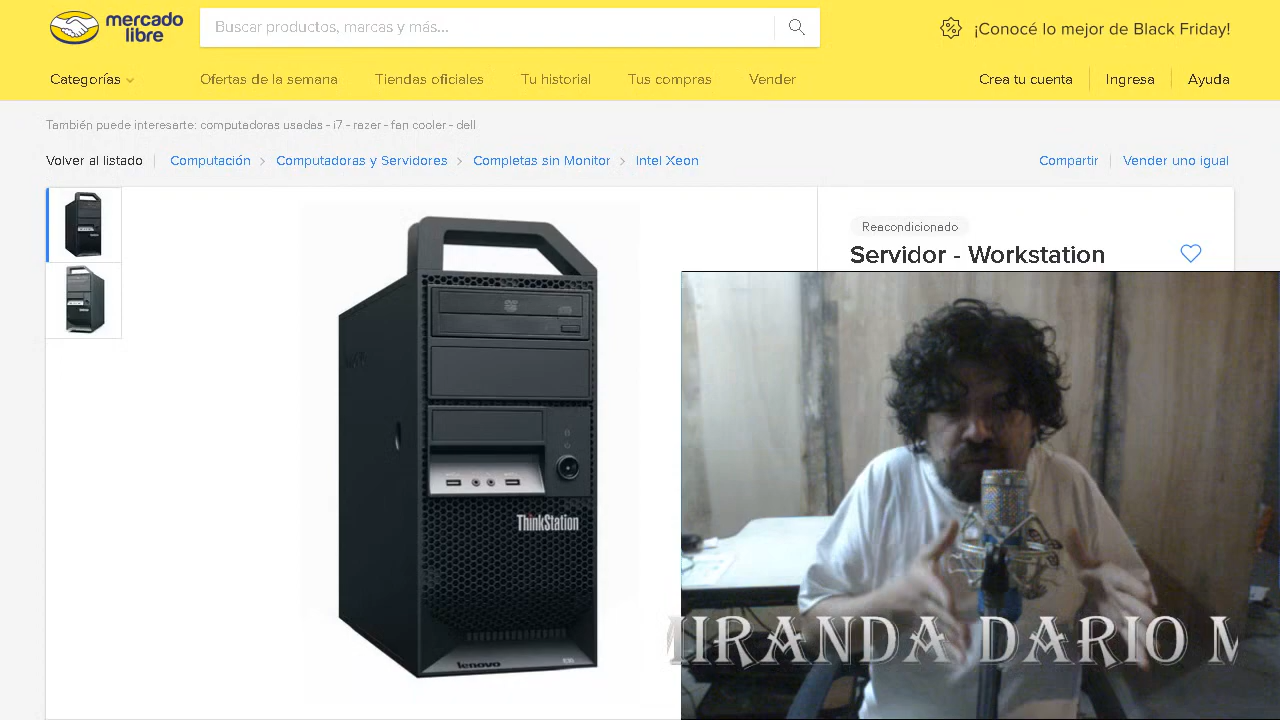 mercado
libre
Buscar productos, marcas y más...
¡Conocé lo mejor de Black Friday!
Categorías
Ofertas de la semana
Tiendas oficiales
Tu historial
Tus compras
Vender
Crea tu cuenta
Ingresa
Ayuda
También puede interesarte: computadoras usadas - i7 - razer - fan cooler - dell
Volver al listado
Computación
Computadoras y Servidores
Completas sin Monitor
Intel Xeon
Compartir
Vender uno igual
Reacondicionado
Servidor - Workstation
ThinkStation
lenovo
MIRANDA DARIO M